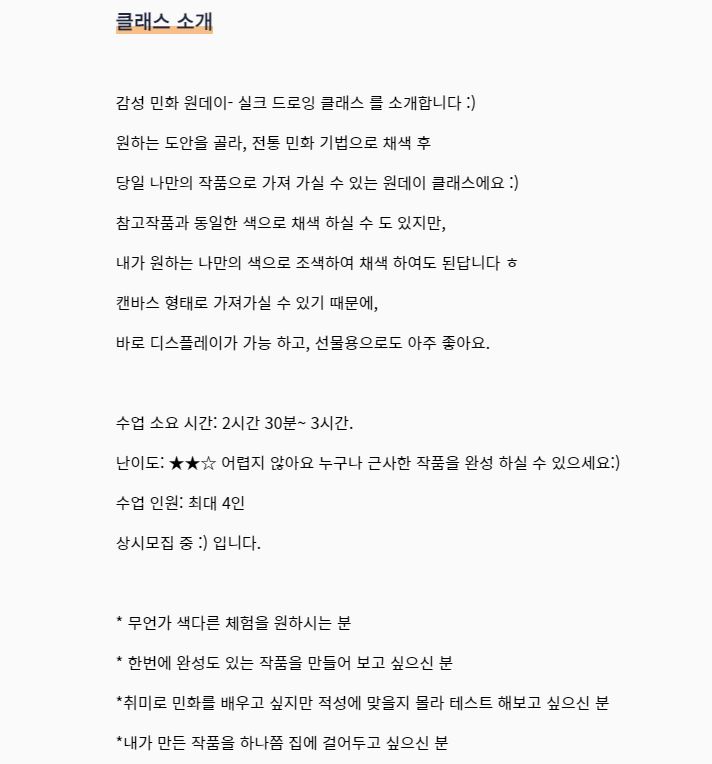 클래스 소개
감성 민화 원데이- 실크 드로잉 클래스 를 소개합니다 :)
원하는 도안을 골라, 전통 민화 기법으로 채색 후
당일 나만의 작품으로 가져 가실 수 있는 원데이 클래스에요 :)
참고작품과 동일한 색으로 채색 하실 수 도 있지만,
내가 원하는 나만의 색으로 조색하여 채색 하여도 된답니다 ㅎ
캔바스 형태로 가져가실 수 있기 때문에,
바로 디스플레이가 가능 하고, 선물용으로도 아주 좋아요.
수업 소요 시간: 2시간 30분~ 3시간.
난이도: ★★☆ 어렵지 않아요 누구나 근사한 작품을 완성 하실 수 있으세요:)
수업 인원: 최대 4인
상시모집 중 :) 입니다.
* 무언가 색다른 체험을 원하시는 분
* 한번에 완성도 있는 작품을 만들어 보고 싶으신 분
*취미로 민화를 배우고 싶지만 적성에 맞을지 몰라 테스트 해보고 싶으신 분
*내가 만든 작품을 하나쯤 집에 걸어두고 싶으신 분